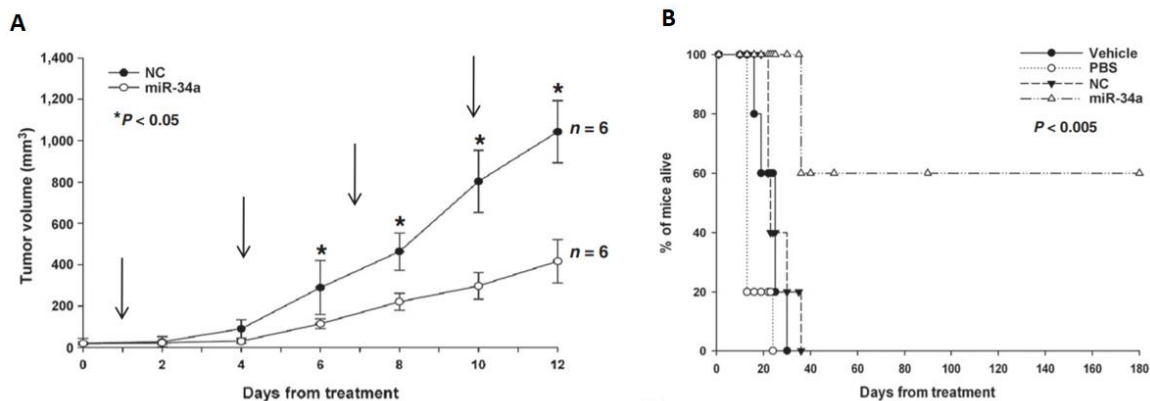 A
1,400
1,200
1,000
800
600
400
200
0
Tumor volume (mm³)
NC
miR-34a
*P < 0.05
*
*
*
*
n = 6
n = 6
0 2 4 6 8 10 12
Days from treatment
B
100
80
60
40
20
0
% of mice alive
Vehicle
PBS
NC
miR-34a
P < 0.005
0 20 40 60 80 100 120 140 160 180
Days from treatment